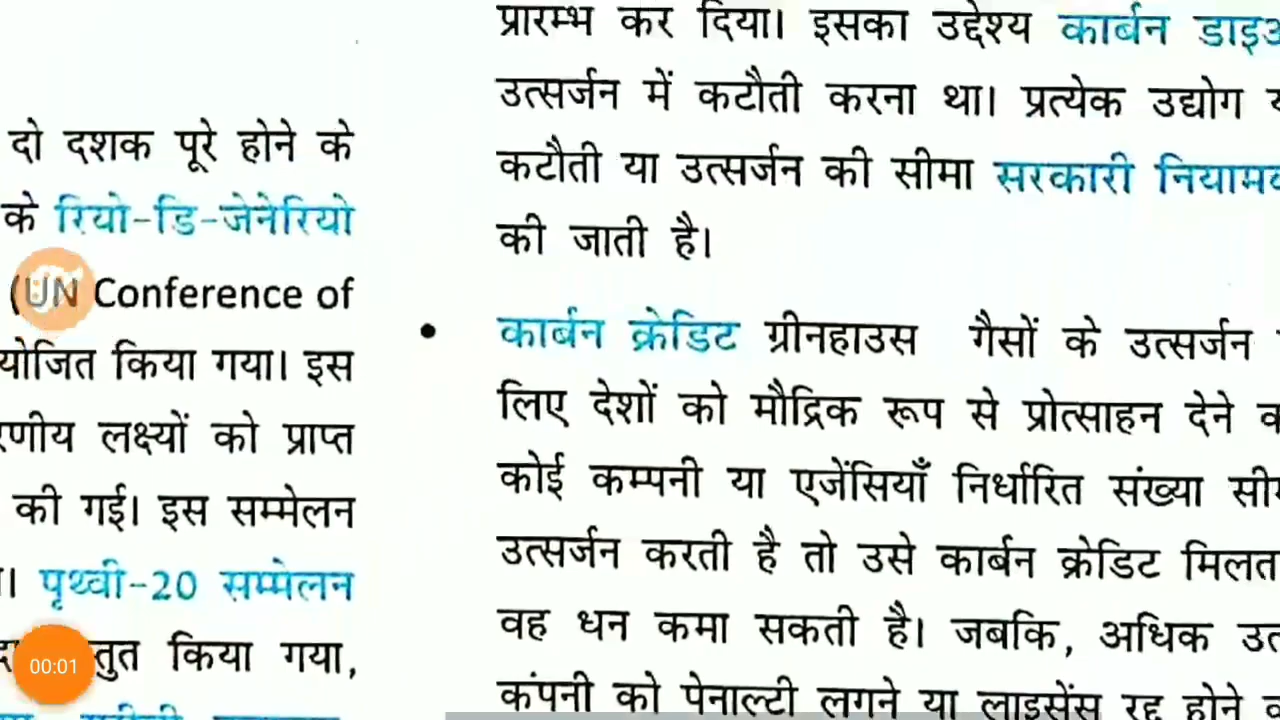 दो दशक पूरे होने के
के रियो-डि-जेनेरियो
(UN Conference of
योजित किया गया। इस
लक्ष्यों को प्राप्त
की गई। इस सम्मेलन
। पृथ्वी-20 सम्मेलन
किया गया,
प्रारम्भ कर दिया। इसका उद्देश्य कार्बन
उत्सर्जन में कटौती करना था। प्रत्येक उद्योग
कटौती या उत्सर्जन की सीमा सरकारी
की जाती है।
• कार्बन क्रेडिट ग्रीनहाउस गैसों के उत्सर्जन
लिए देशों को मौद्रिक रूप से प्रोत्साहन देने
कोई कम्पनी या एजेंसियाँ निर्धारित संख्या
उत्सर्जन करती है तो उसे कार्बन क्रेडिट
वह धन कमा सकती है। जबकि, अधिक
कंपनी को पेनाल्टी लगने या लाइसेंस रद्द होने
00:01